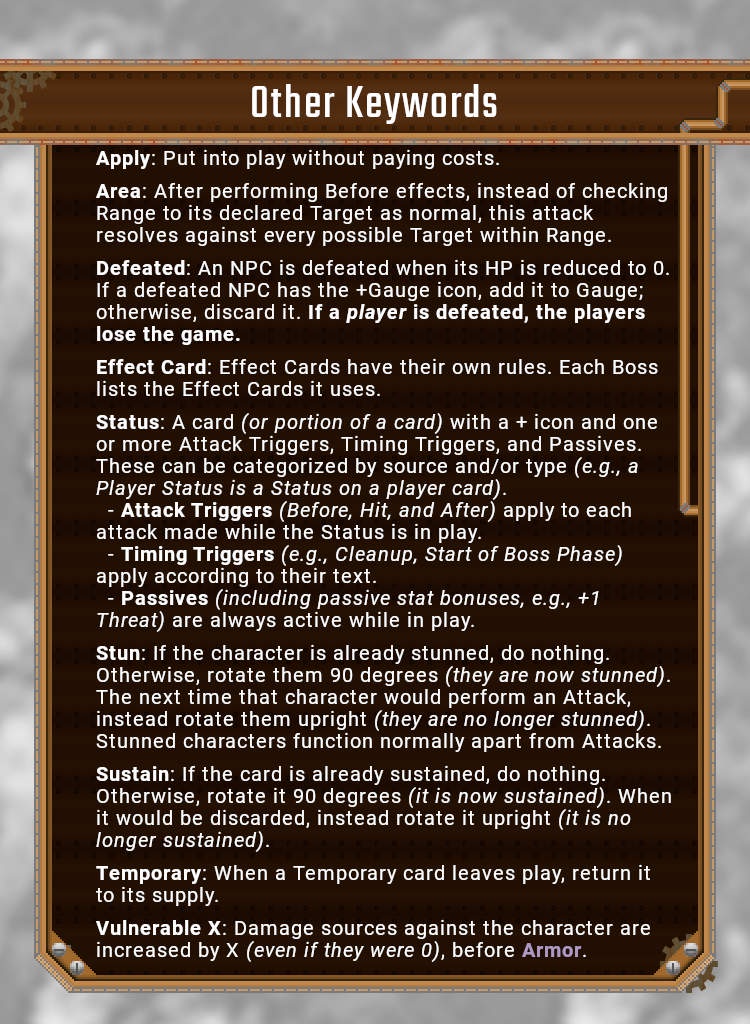 Other Keywords
Apply: Put into play without paying costs.
Area: After performing Before effects, instead of checking
Range to its declared Target as normal, this attack
resolves against every possible Target within Range.
Defeated: An NPC is defeated when its HP is reduced to 0.
If a defeated NPC has the +Gauge icon, add it to Gauge;
otherwise, discard it. If a player is defeated, the players
lose the game.
Effect Card: Effect Cards have their own rules. Each Boss
lists the Effect Cards it uses.
Status: A card (or portion of a card) with a + icon and one
or more Attack Triggers, Timing Triggers, and Passives.
These can be categorized by source and/or type (e.g., a
Player Status is a Status on a player card).
- Attack Triggers (Before, Hit, and After) apply to each
attack made while the Status is in play.
- Timing Triggers (e.g., Cleanup, Start of Boss Phase)
apply according to their text.
- Passives (including passive stat bonuses, e.g., +1
Threat) are always active while in play.
Stun: If the character is already stunned, do nothing.
Otherwise, rotate them 90 degrees (they are now stunned).
The next time that character would perform an Attack,
instead rotate them upright (they are no longer stunned).
Stunned characters function normally apart from Attacks.
Sustain: If the card is already sustained, do nothing.
Otherwise, rotate it 90 degrees (it is now sustained). When
it would be discarded, instead rotate it upright (it is no
longer sustained).
Temporary: When a Temporary card leaves play, return it
to its supply.
Vulnerable X: Damage sources against the character are
increased by X (even if they were 0), before Armor.